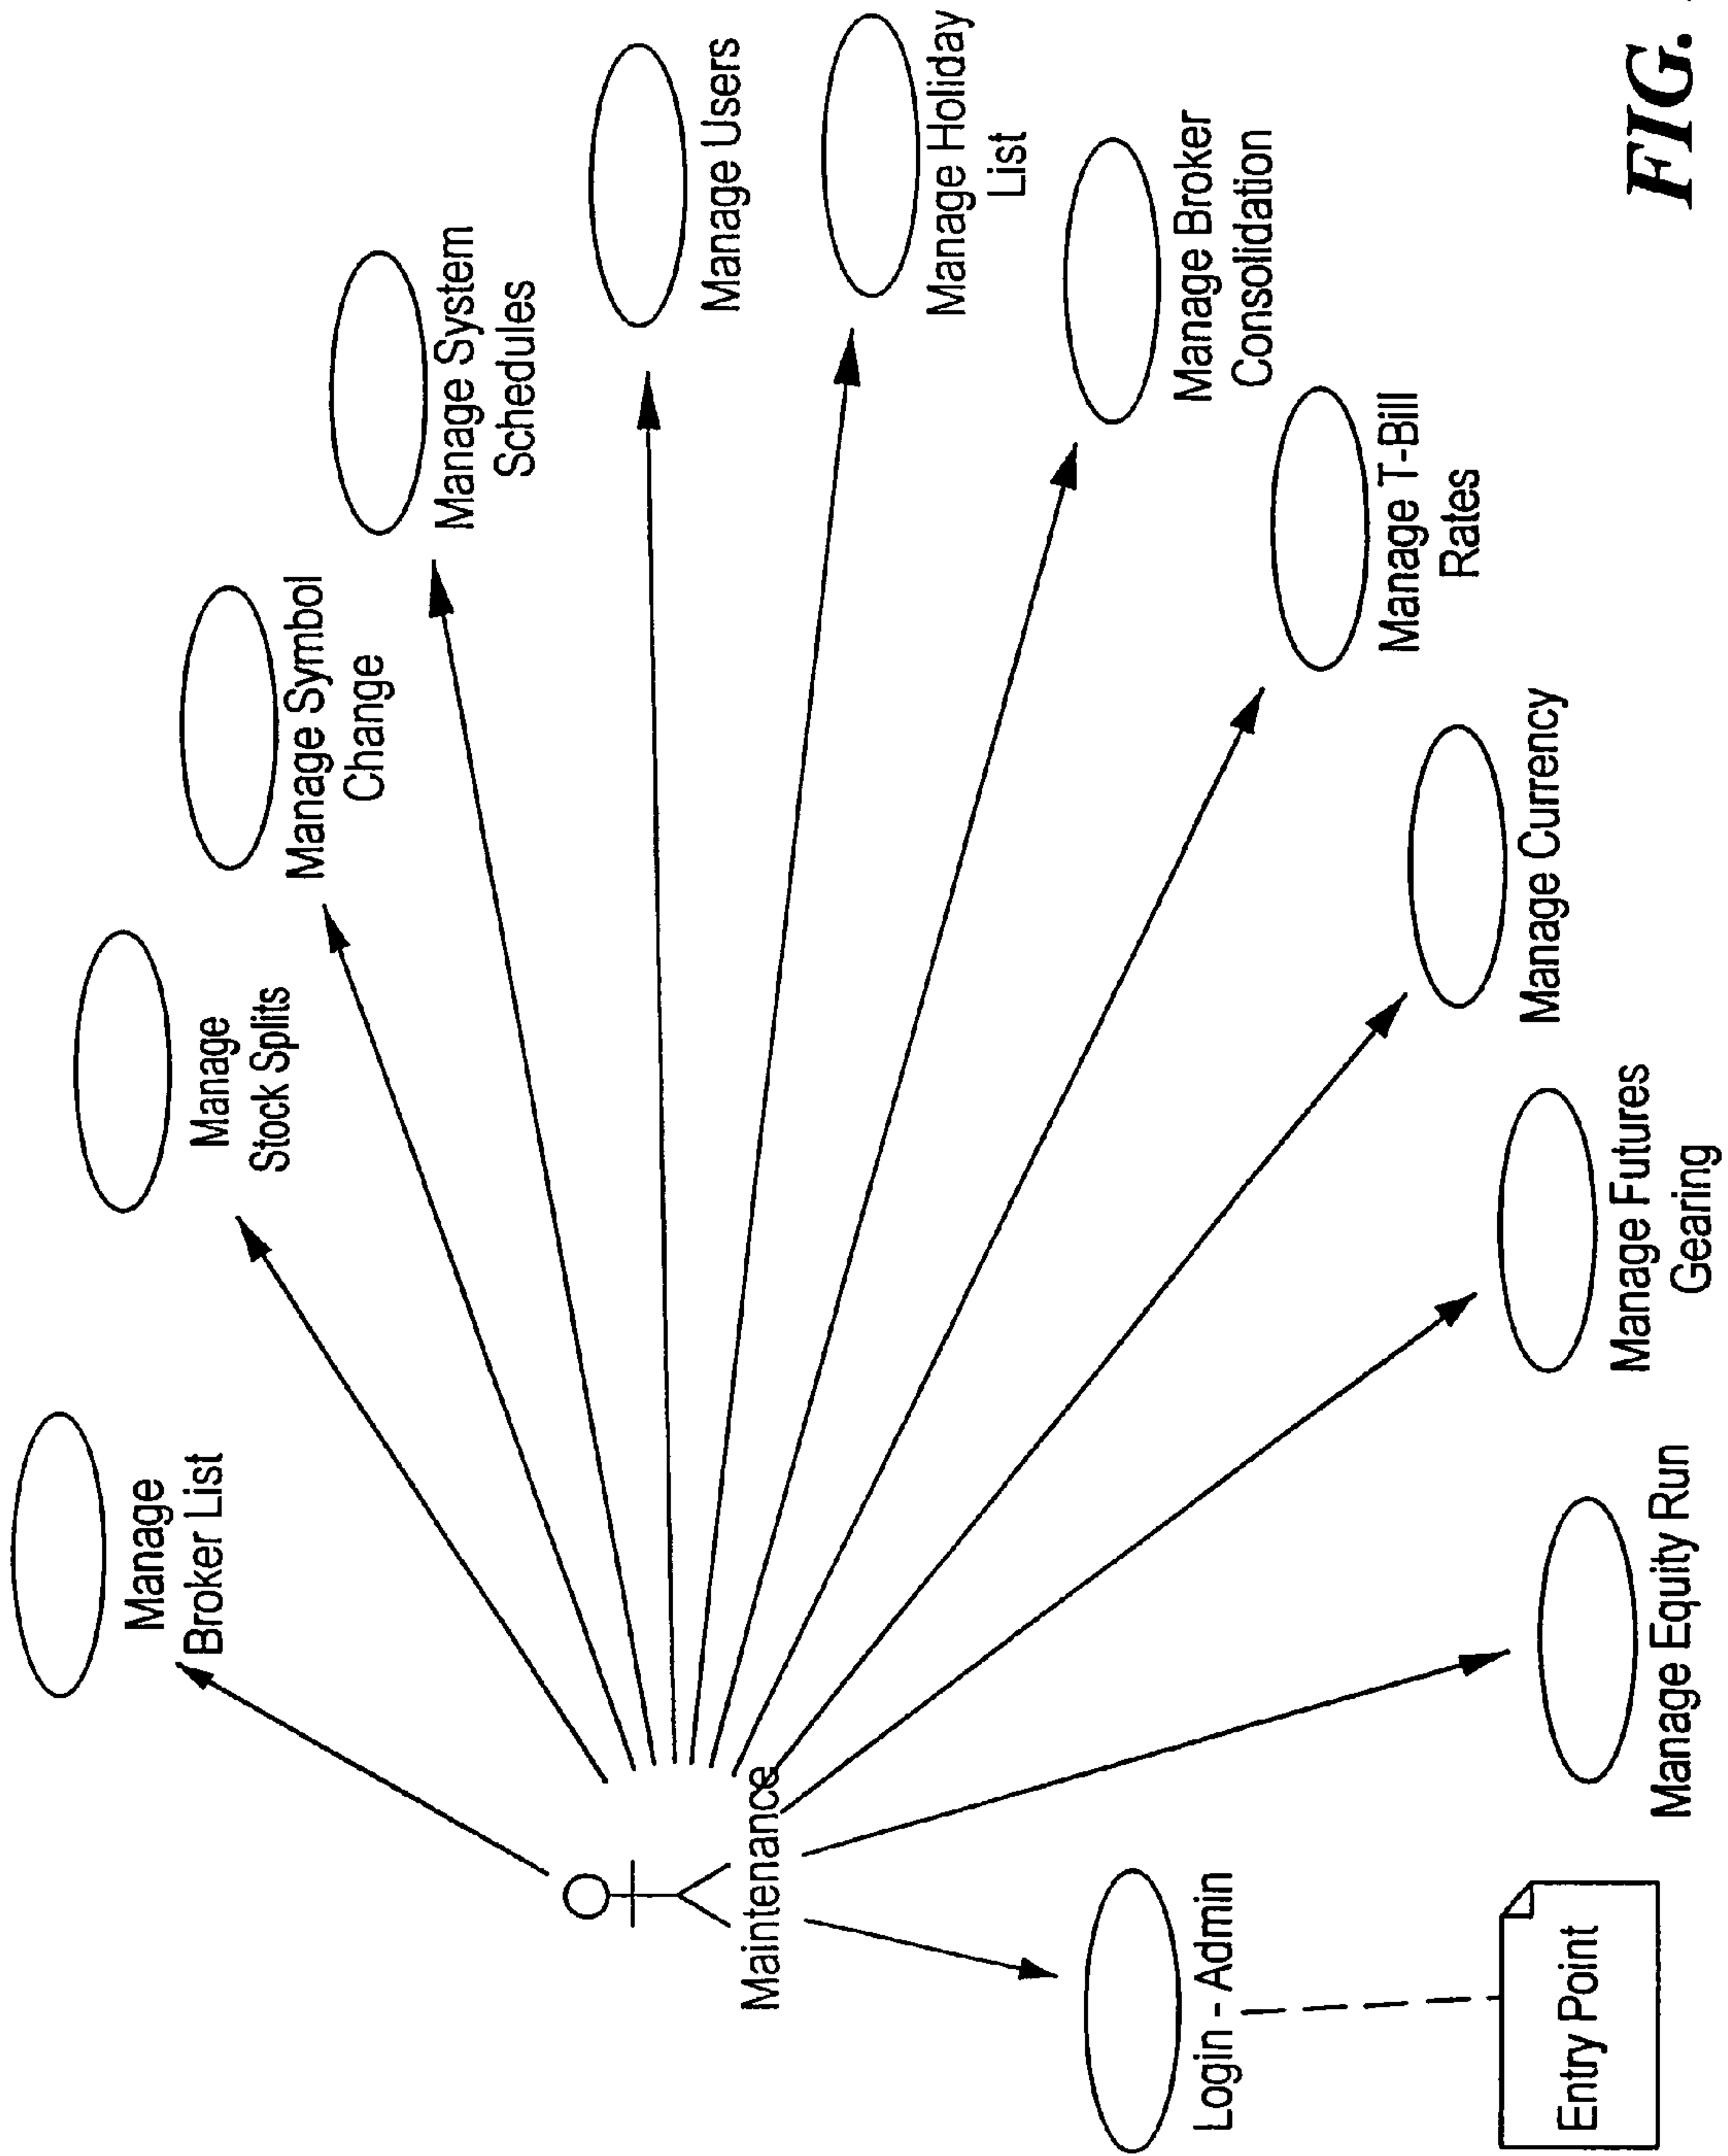 Manage
Broker List
Manage
Stock Splits
Manage Symbol
Change
Manage System
Schedules
Manage Users
Manage Holiday
List
Manage Broker
Consolidation
Manage T-Bill
Rates
Manage Currency
Manage Futures
Gearing
Manage Equity Run
Maintenance
Login - Admin
Entry Point
FIG.